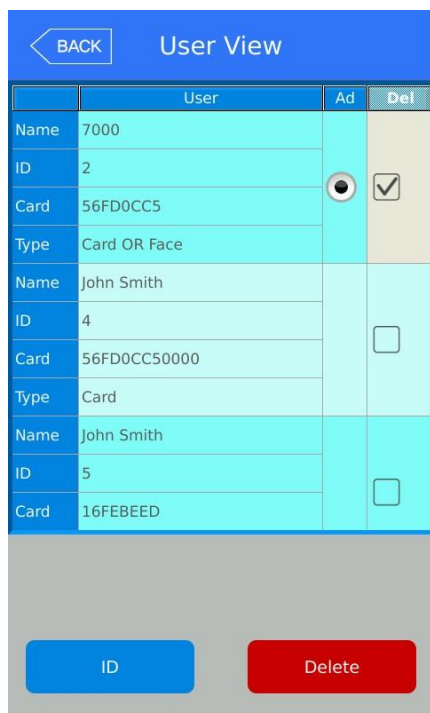 BACK User View
User Ad Del
Name 7000
ID 2
Card 56FD0CC5
Type Card OR Face
Name John Smith
ID 4
Card 56FD0CC50000
Type Card
Name John Smith
ID 5
Card 16FEBEED
ID Delete